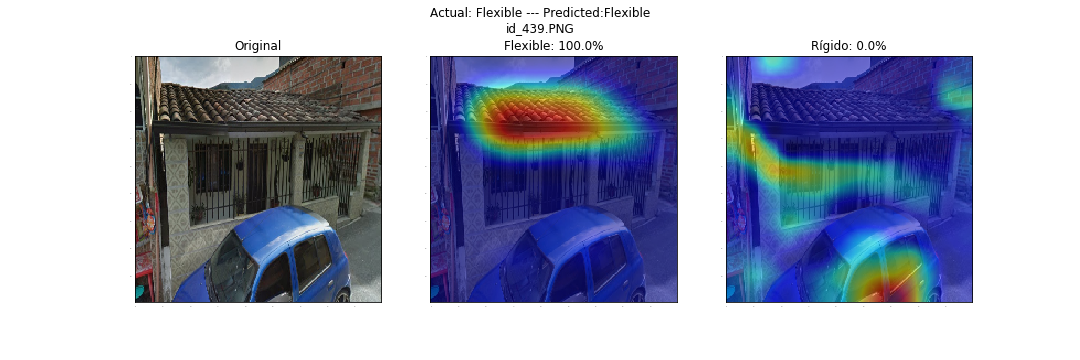 Actual: Flexible --- Predicted:Flexible
id_439.PNG
Original
Flexible: 100.0%
Rígido: 0.0%